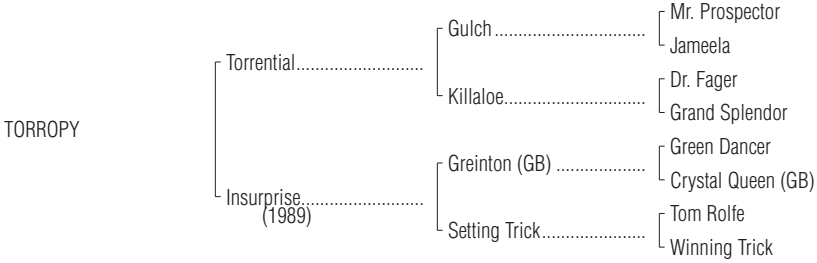 Mr. Prospector
Gulch ................................
Jameela
Torrential...........................
Dr. Fager
Killaloe..............................
Grand Splendor
TORROPY
Green Dancer
Greinton (GB) ...................
Crystal Queen (GB)
Insurprise..........................
(1989)
Tom Rolfe
Setting Trick......................
Winning Trick